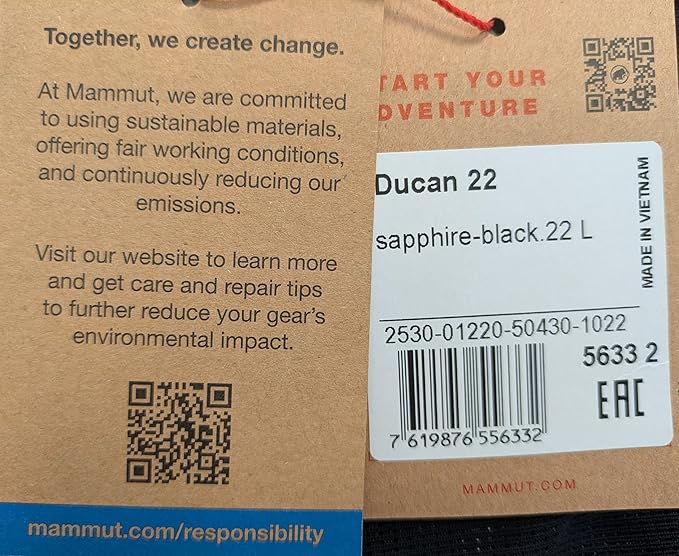 Together, we create change.
At Mammut, we are committed
to using sustainable materials,
offering fair working conditions,
and continuously reducing our
emissions.
Visit our website to learn more
and get care and repair tips
to further reduce your gear's
environmental impact.
mammut.com/responsibility
TART YOUR
DVENTURE
Ducan 22
sapphire-black.22 L
MADE IN VIETNAM
2530-01220-50430-1022
5633 2
7 619876 556332
EAC
MAMMUT.COM